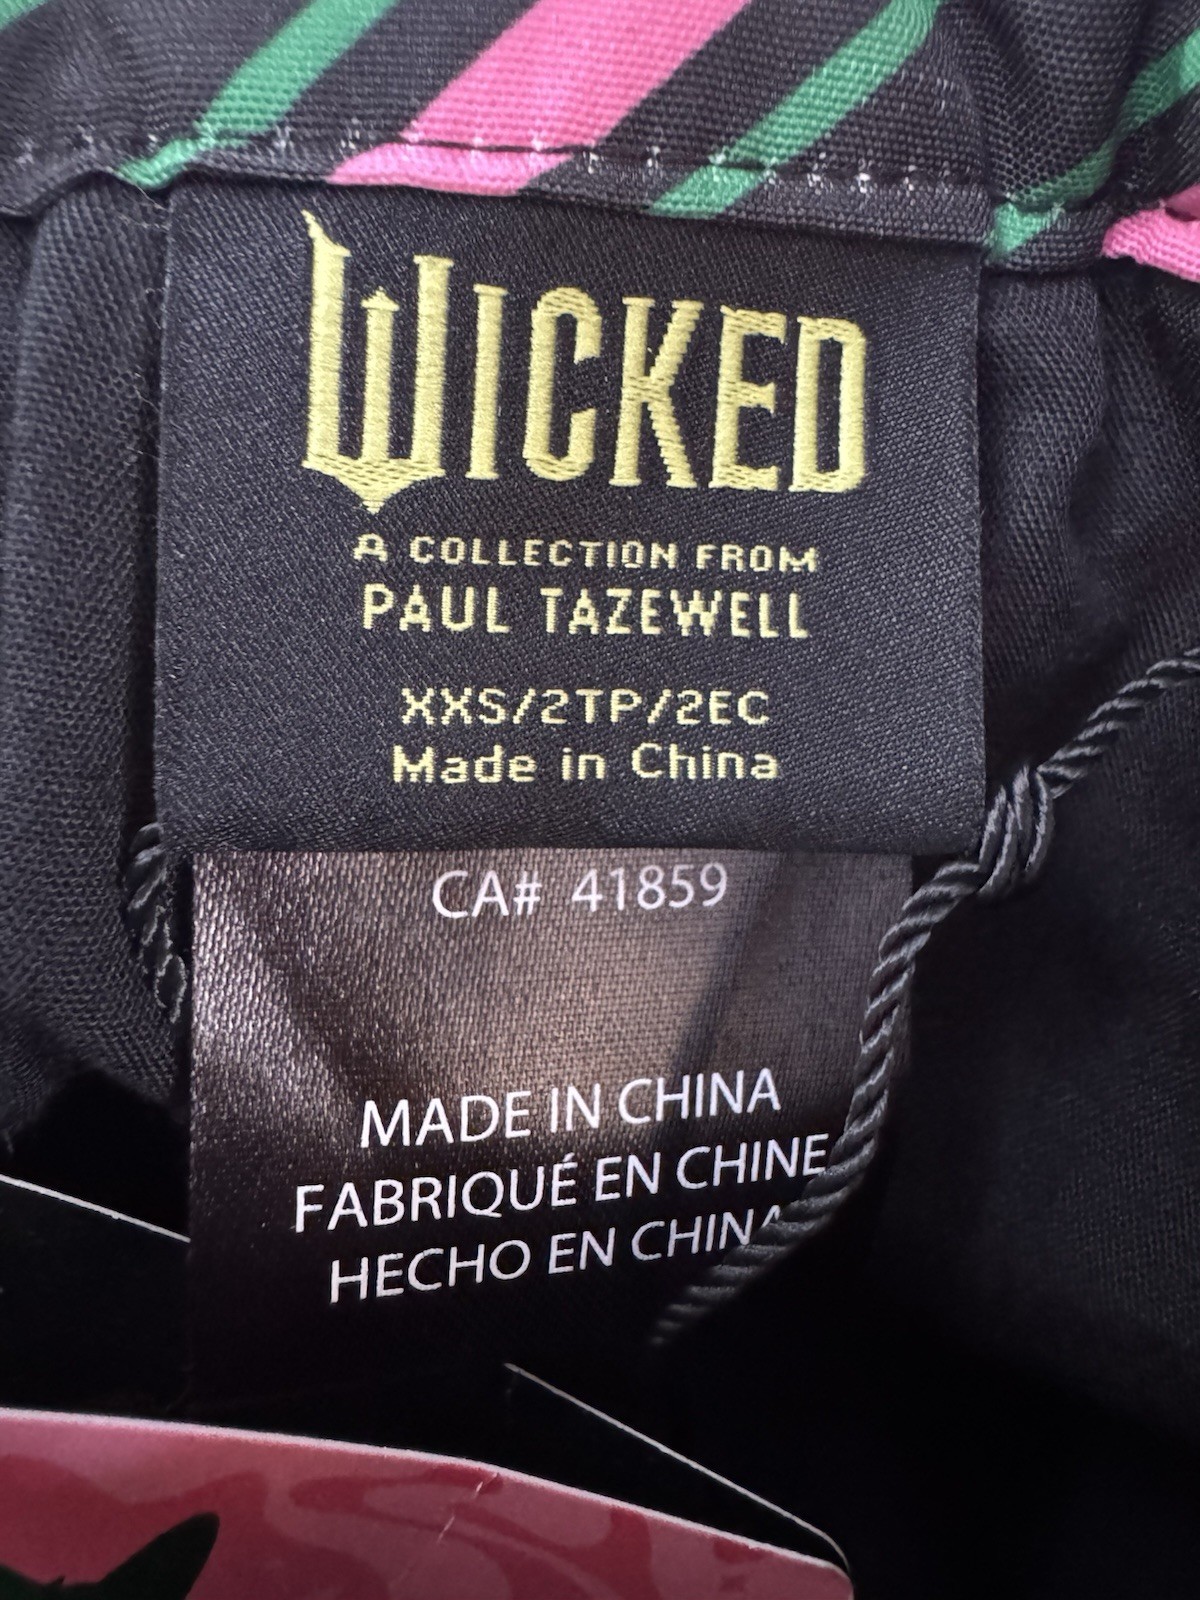 WICKED
A COLLECTION FROM
PAUL TAZEWELL
XXS/2TP/2EC
Made in China
CA# 41859
MADE IN CHINA
FABRIQUÉ EN CHINE
HECHO EN CHINA